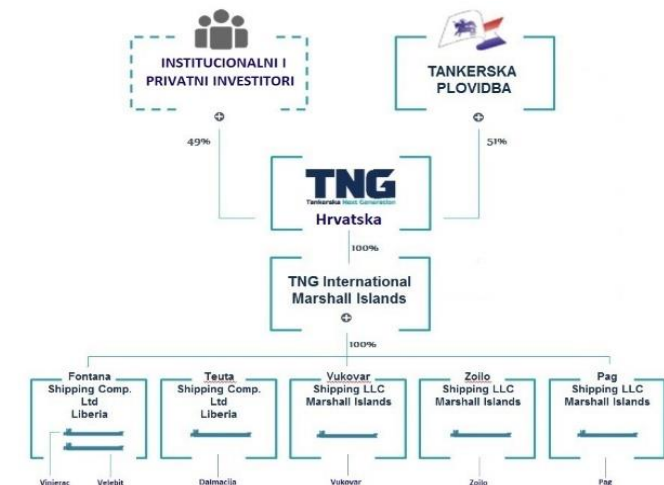 INSTITUCIONALNI I
PRIVATNI INVESTITORI
TANKERSKA
PLOVIDBA
49%
51%
TNG
Tankerska Next Generation
Hrvatska
100%
TNG International
Marshall Islands
100%
Fontana
Shipping Comp.
Ltd
Liberia
Teuta
Shipping Comp.
Ltd
Liberia
Vukovar
Shipping LLC
Marshall Islands
Zoilo
Shipping LLC
Marshall Islands
Pag
Shipping LLC
Marshall Islands
Vinjerac
Velebit
Dalmacija
Vukovar
Zoilo
Pag